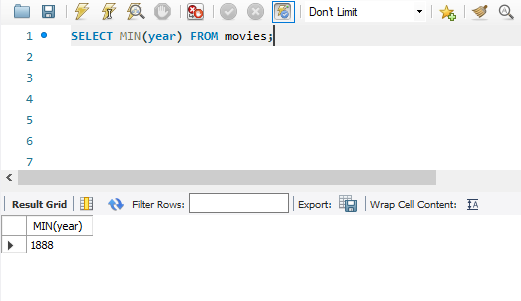 Don't Limit
1 SELECT MIN(year) FROM movies;
2
3
4
5
6
7
Result Grid Filter Rows: Export: Wrap Cell Content:
MIN(year)
1888